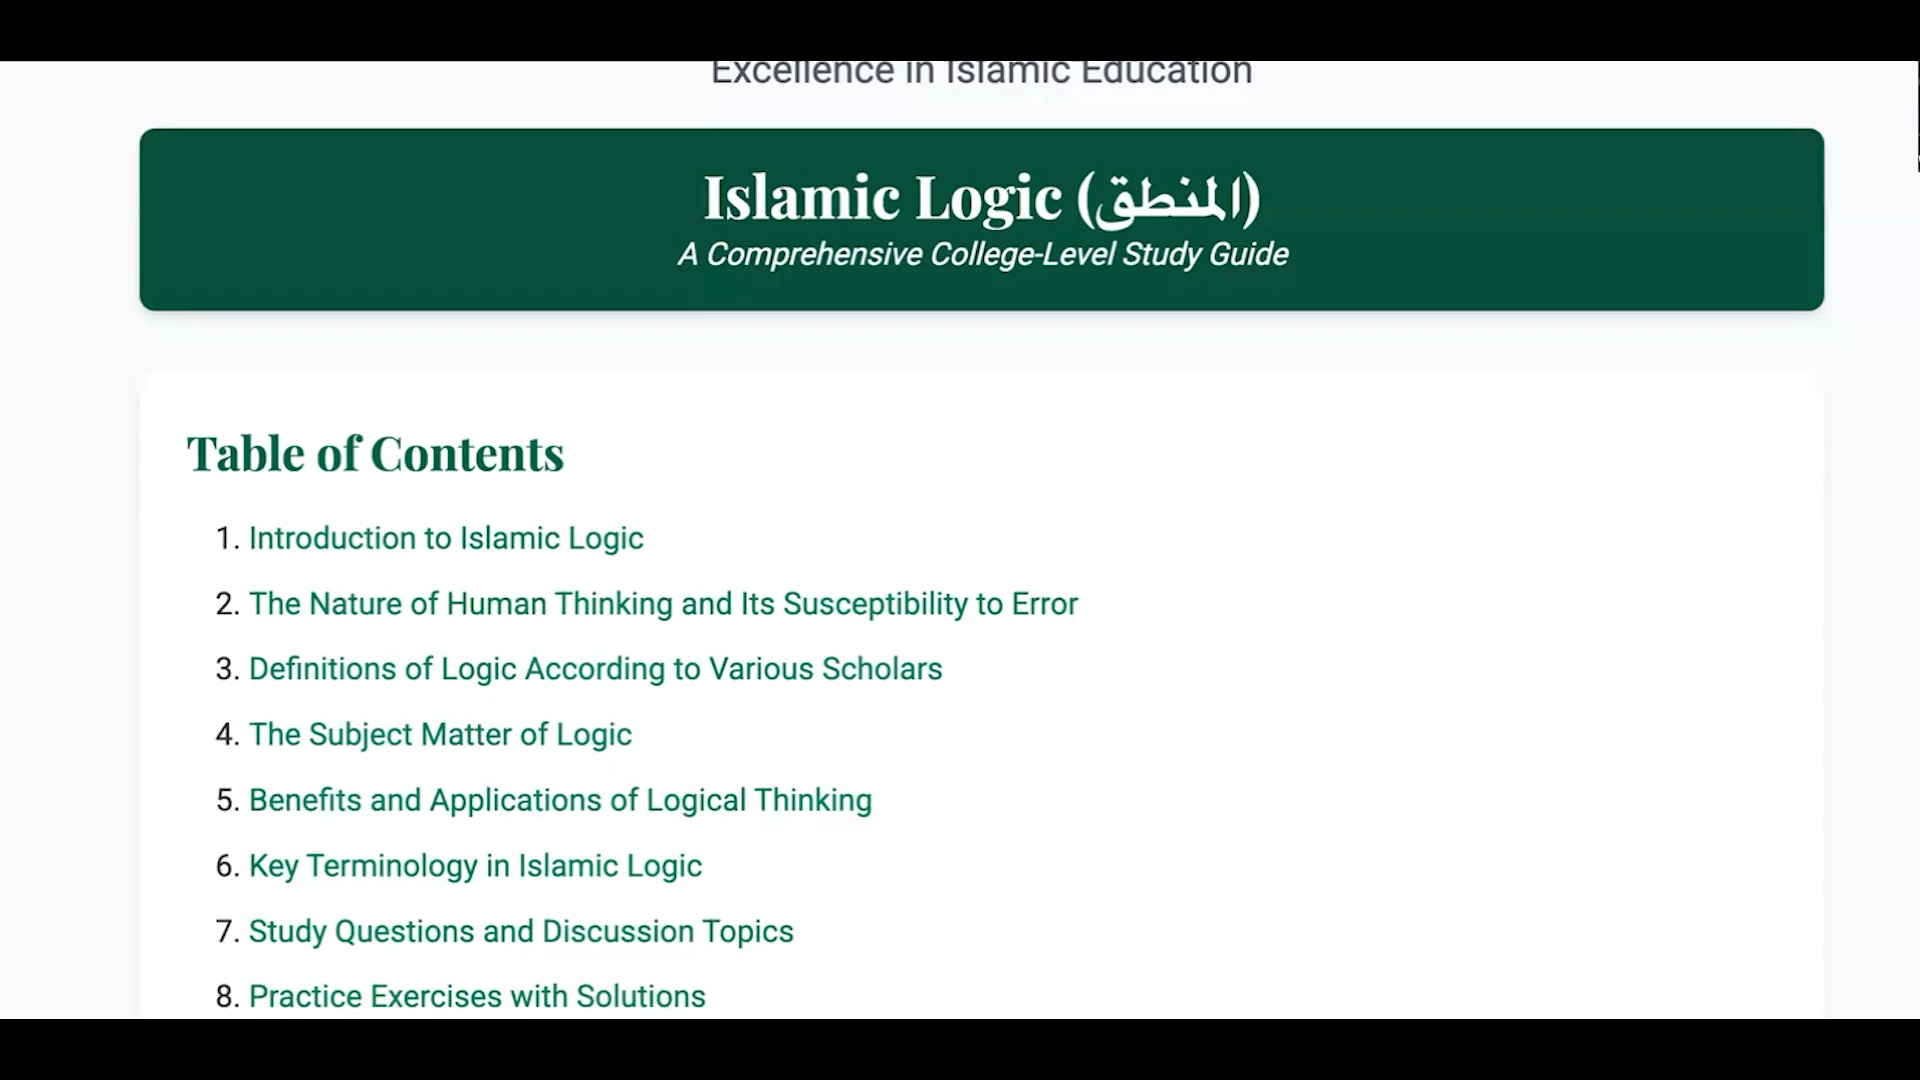 Excellence in Islamic Education
Islamic Logic (المنطق)
A Comprehensive College-Level Study Guide
Table of Contents
1. Introduction to Islamic Logic
2. The Nature of Human Thinking and Its Susceptibility to Error
3. Definitions of Logic According to Various Scholars
4. The Subject Matter of Logic
5. Benefits and Applications of Logical Thinking
6. Key Terminology in Islamic Logic
7. Study Questions and Discussion Topics
8. Practice Exercises with Solutions